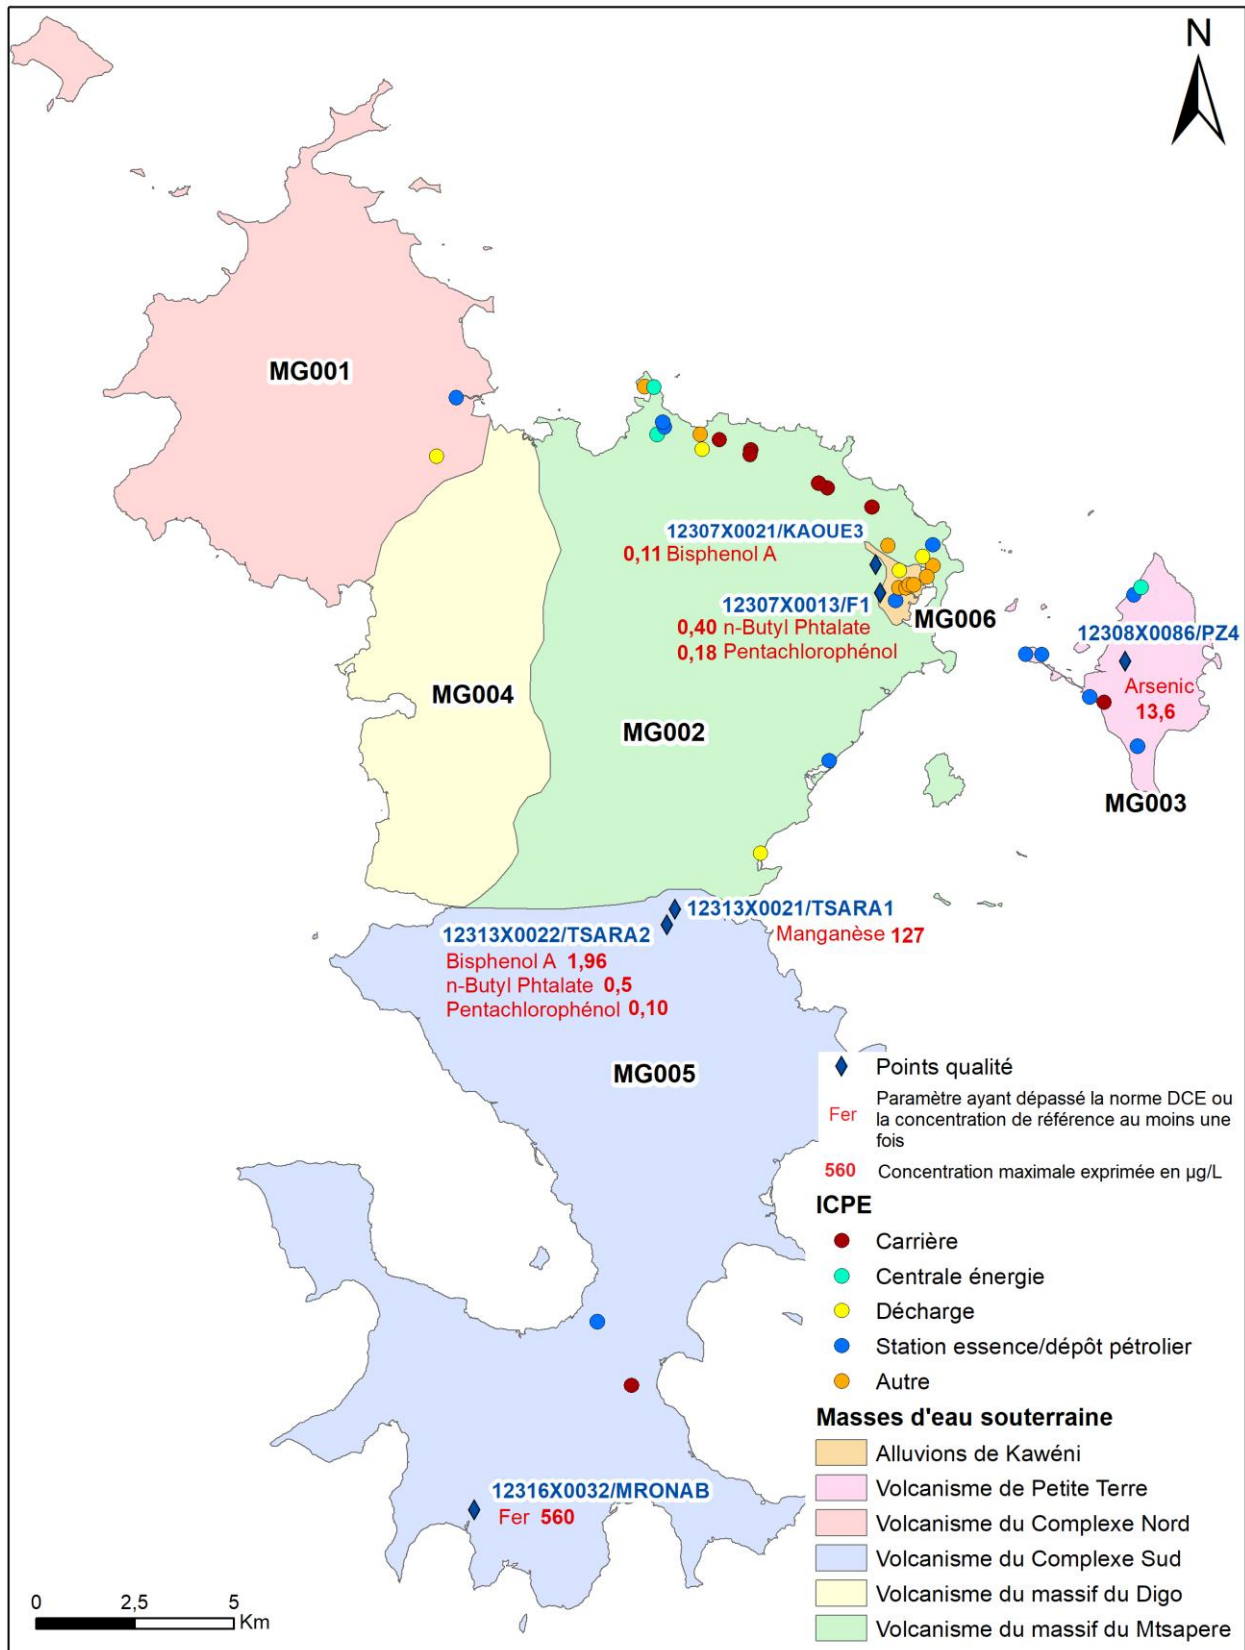 N
MG001
12307X0021/KAOUE3
0,11 Bisphenol A
12307X0013/F1
0,40 n-Butyl Phtalate
0,18 Pentachlorophénol
MG006
12308X0086/PZ4
Arsenic
13,6
MG003
MG004
MG002
12313X0021/TSARA1
Manganèse 127
12313X0022/TSARA2
Bisphenol A 1,96
n-Butyl Phtalate 0,5
Pentachlorophénol 0,10
MG005
12316X0032/MRONAB
Fer 560
Points qualité
Fer
Paramètre ayant dépassé la norme DCE ou
la concentration de référence au moins une
fois
560 Concentration maximale exprimée en µg/L
ICPE
Carrière
Centrale énergie
Décharge
Station essence/dépôt pétrolier
Autre
Masses d'eau souterraine
Alluvions de Kawéni
Volcanisme de Petite Terre
Volcanisme du Complexe Nord
Volcanisme du Complexe Sud
Volcanisme du massif du Digo
Volcanisme du massif du Mtsapere
0 2,5 5
Km